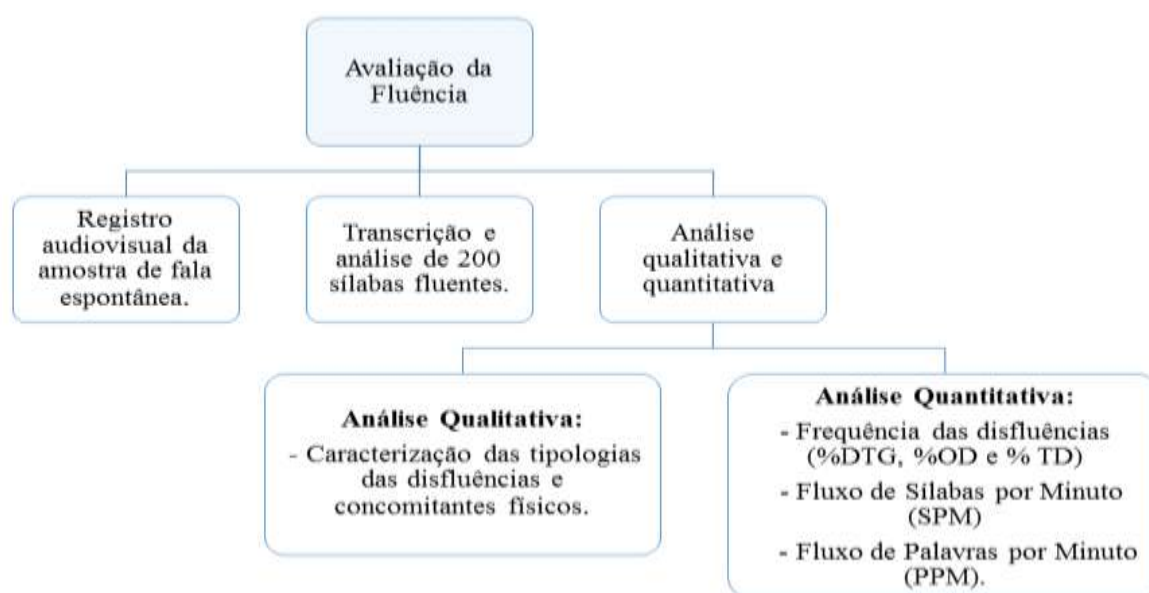 Avaliação da
Fluência
Registro
audiovisual da
amostra de fala
espontânea.
Transcrição e
análise de 200
sílabas fluentes.
Análise
qualitativa e
quantitativa
Análise Qualitativa:
- Caracterização das tipologias
das disfluências e
concomitantes físicos.
Análise Quantitativa:
- Frequência das disfluências
(%DTG, %OD e % TD)
- Fluxo de Sílabas por Minuto
(SPM)
- Fluxo de Palavras por Minuto
(PPM).